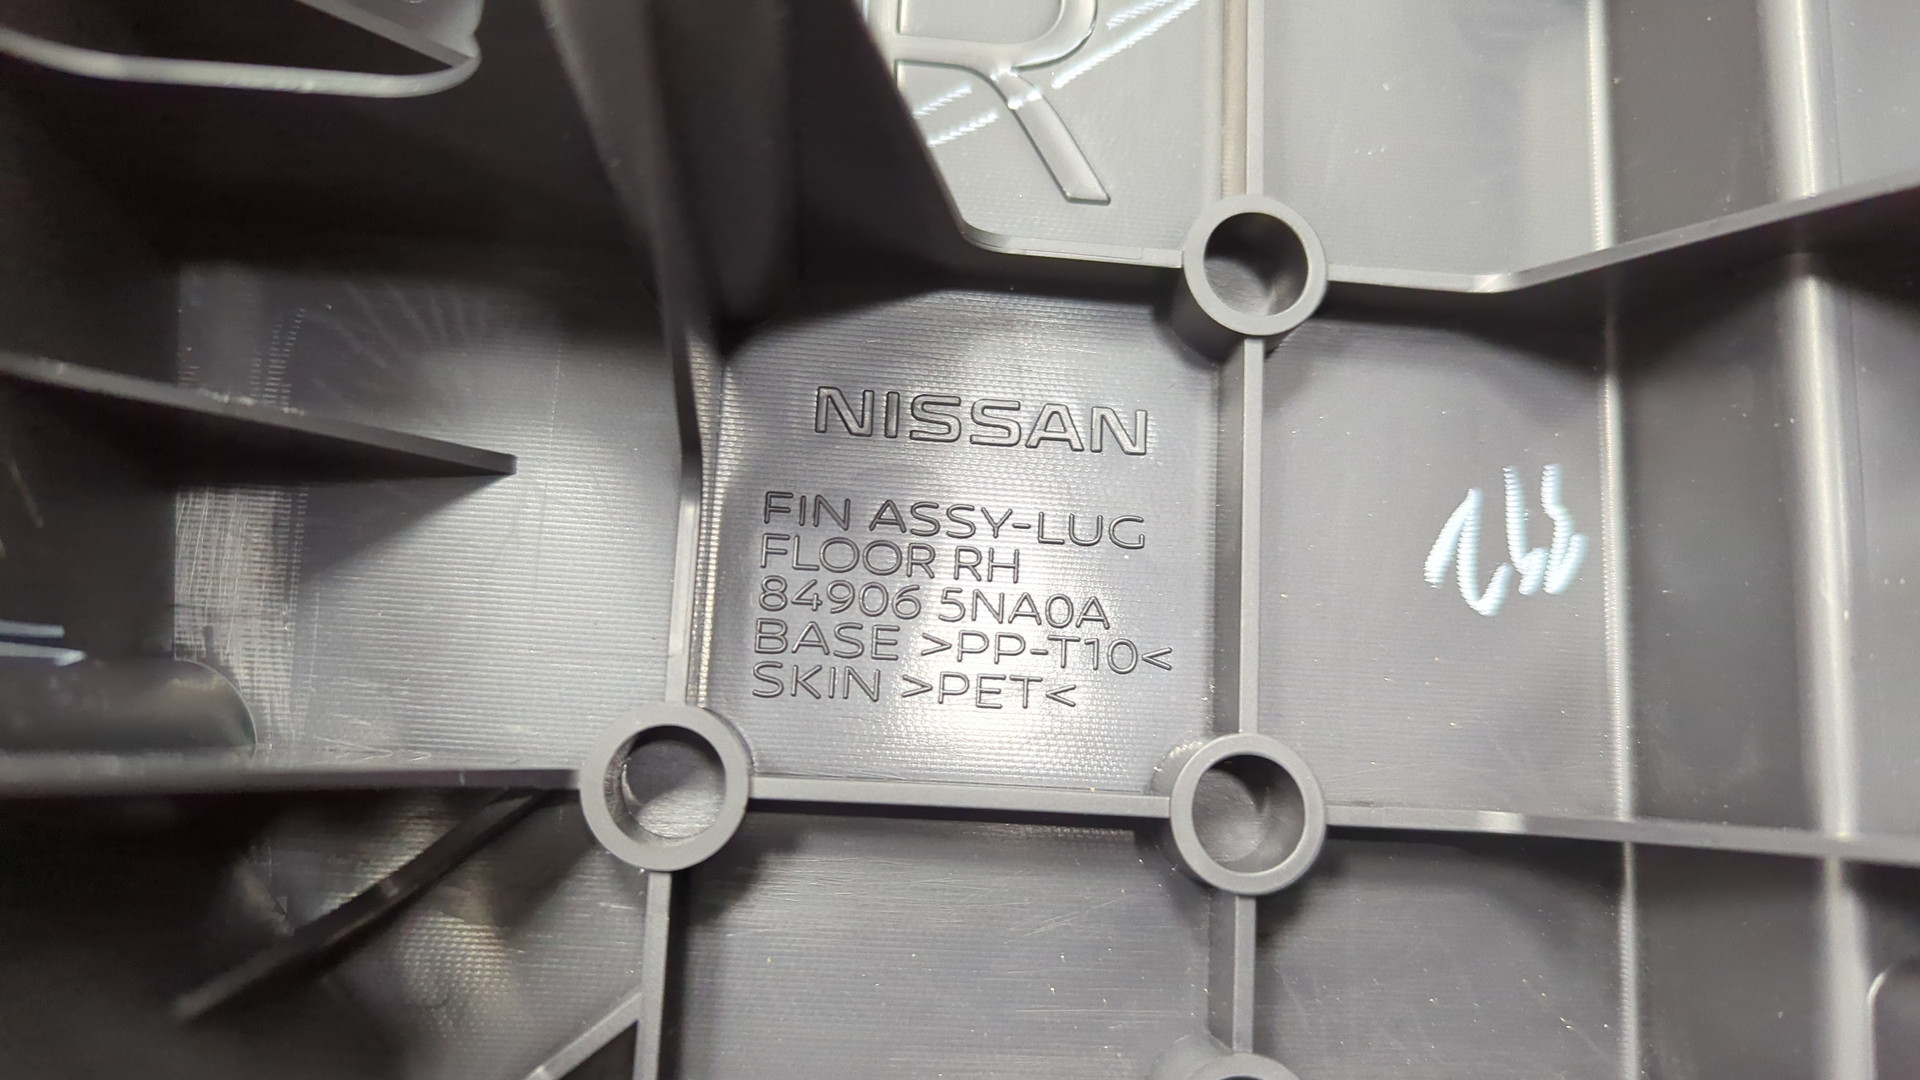 R
NISSAN
FIN ASSY-LUG
FLOOR RH
84906 5NA0A
BASE >PP-T10<
SKIN >PET<